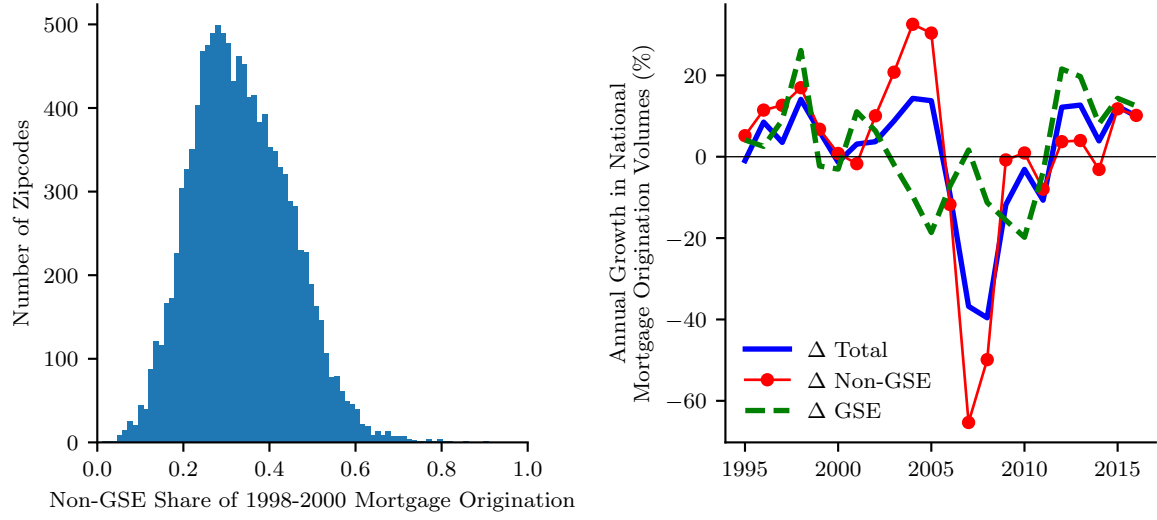 Number of Zipcodes
500
400
300
200
100
0
0.0 0.2 0.4 0.6 0.8 1.0
Non-GSE Share of 1998-2000 Mortgage Origination
Annual Growth in National
Mortgage Origination Volumes (%)
20
0
−20
−40
−60
Δ Total
Δ Non-GSE
Δ GSE
1995 2000 2005 2010 2015